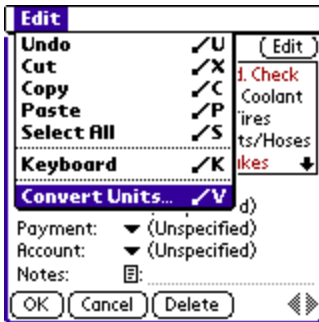 Edit
Undo /U (Edit)
Cut /X
d. Check
Copy /C Coolant
Paste /P ires
Select All /S ts/Hoses
Keyboard /K kes
Convert Units... /V
d)
Payment: (Unspecified)
Account: (Unspecified)
Notes:
OK Cancel Delete